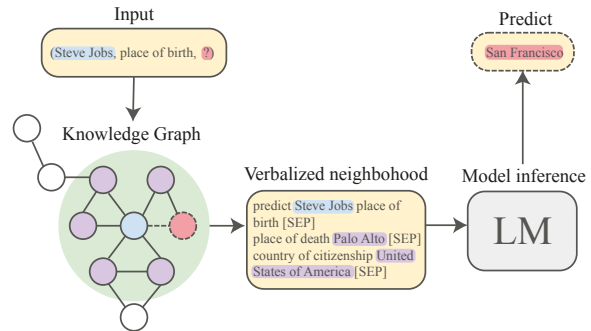 Input
(Steve Jobs, place of birth, ?)
Knowledge Graph
Verbalized neighbohood
predict Steve Jobs place of
birth [SEP]
place of death Palo Alto [SEP]
country of citizenship United
States of America [SEP]
Model inference
LM
Predict
San Francisco